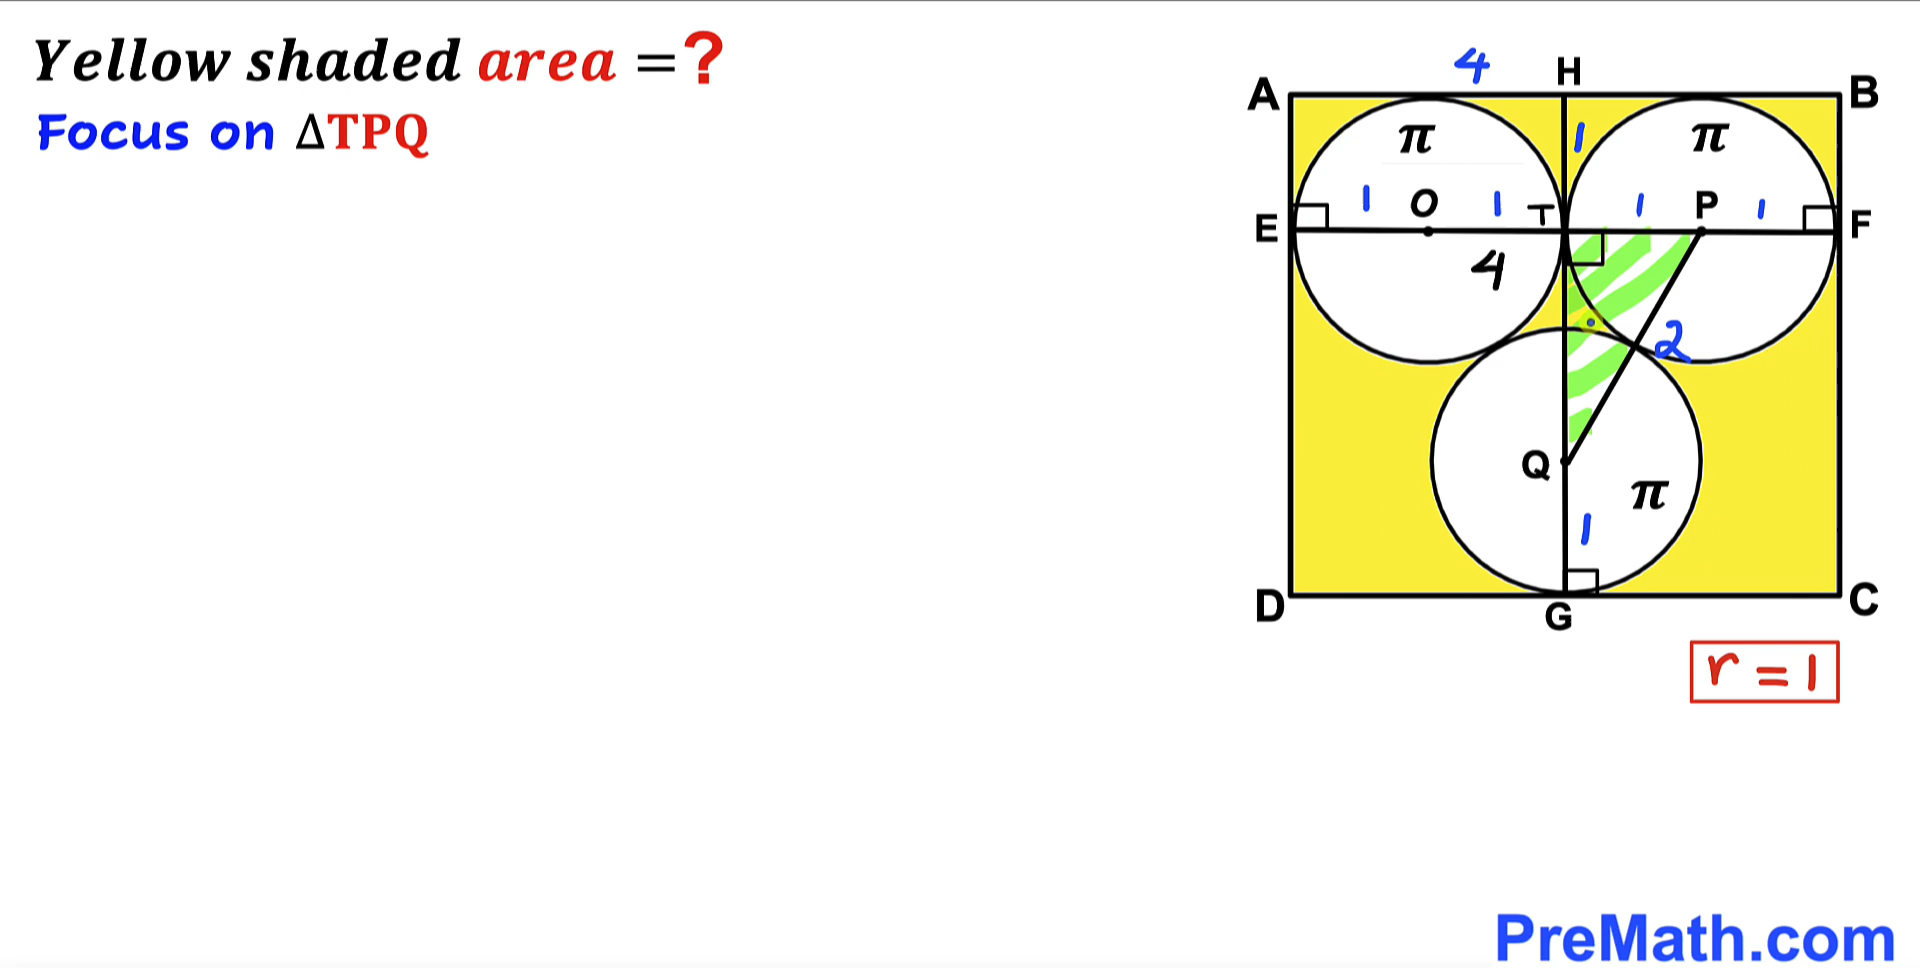 Yellow shaded area = ?
Focus on ΔTPQ
4 H
A B
π 1 π
1 O 1 T 1 P 1
E F
4
2
Q
π
1
D G C
r = 1
PreMath.com